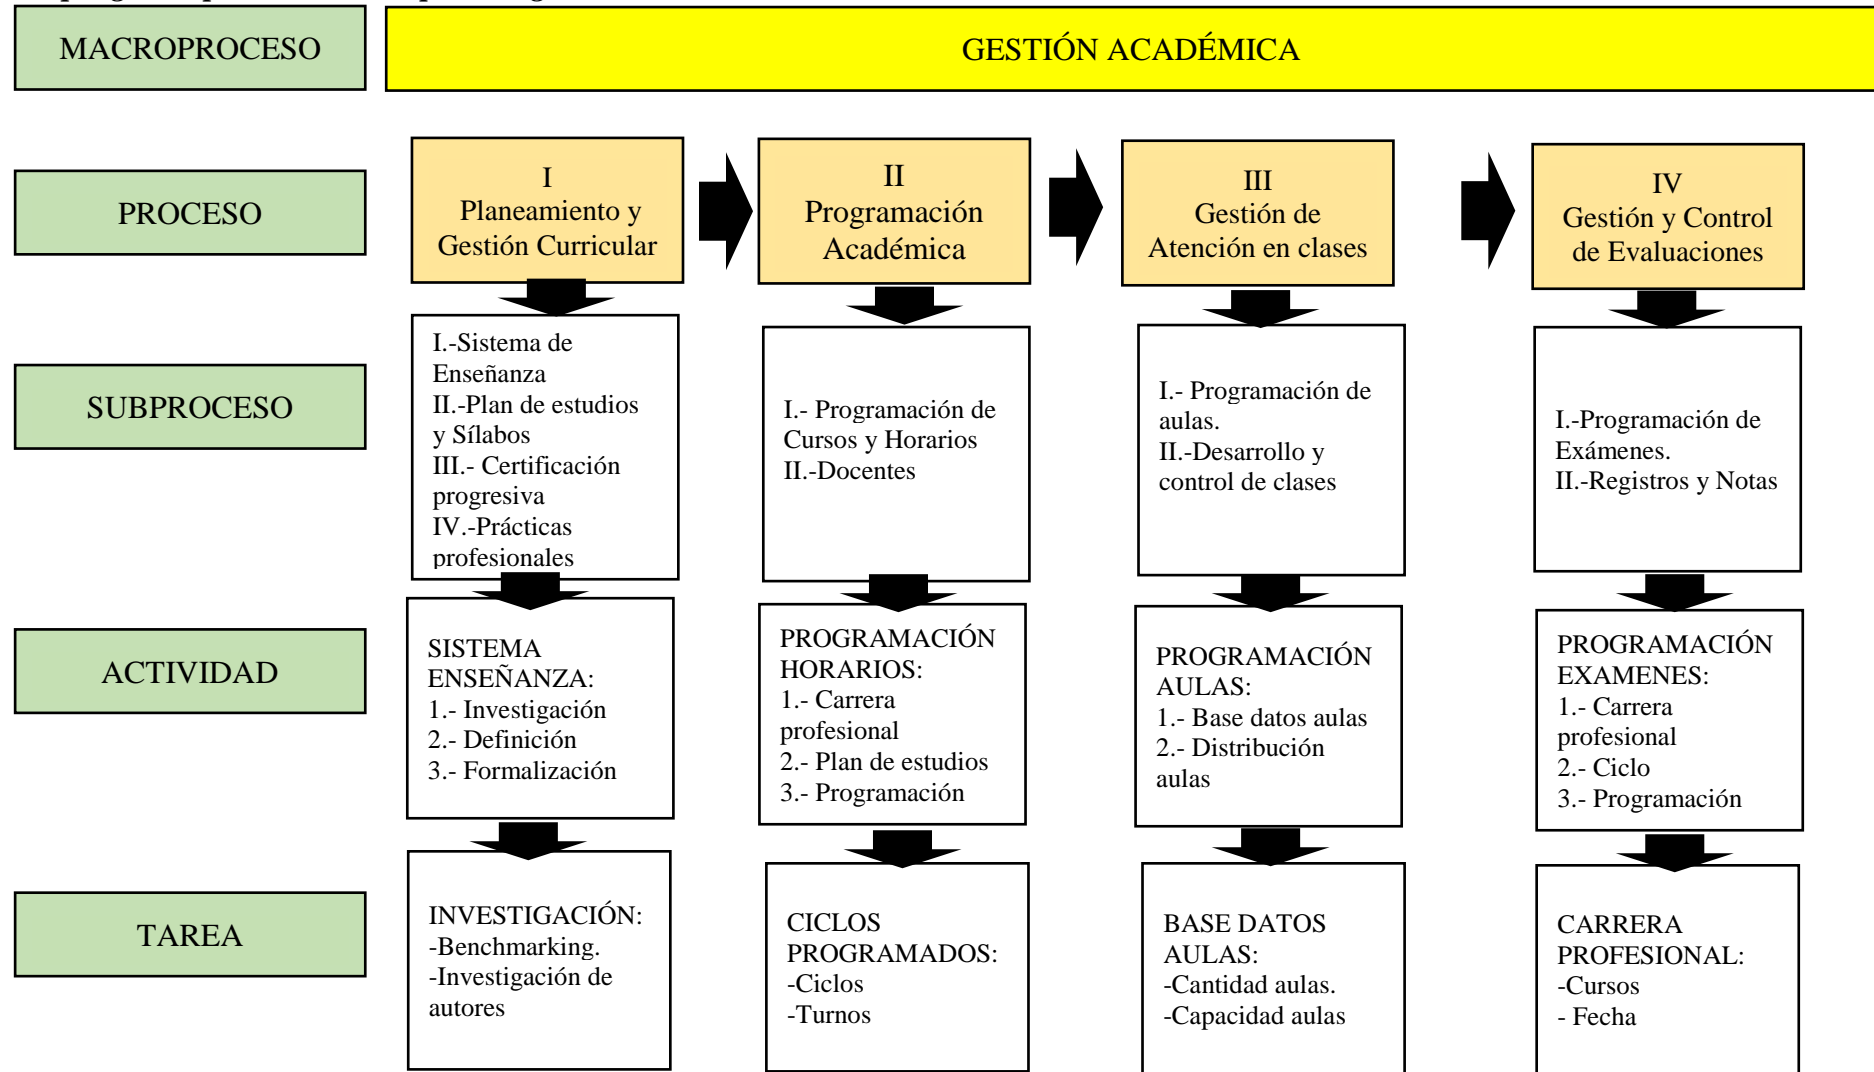 MACROPROCESO
GESTIÓN ACADÉMICA
PROCESO
I
Planeamiento y
Gestión Curricular
II
Programación
Académica
III
Gestión de
Atención en clases
IV
Gestión y Control
de Evaluaciones
SUBPROCESO
I.-Sistema de
Enseñanza
II.-Plan de estudios
y Sílabos
III.- Certificación
progresiva
IV.-Prácticas
profesionales
I.- Programación de
Cursos y Horarios
II.-Docentes
I.- Programación de
aulas.
II.-Desarrollo y
control de clases
I.-Programación de
Exámenes.
II.-Registros y Notas
ACTIVIDAD
SISTEMA
ENSEÑANZA:
1.- Investigación
2.- Definición
3.- Formalización
PROGRAMACIÓN
HORARIOS:
1.- Carrera
profesional
2.- Plan de estudios
3.- Programación
PROGRAMACIÓN
AULAS:
1.- Base datos aulas
2.- Distribución
aulas
PROGRAMACIÓN
EXAMENES:
1.- Carrera
profesional
2.- Ciclo
3.- Programación
TAREA
INVESTIGACIÓN:
-Benchmarking.
-Investigación de
autores
CICLOS
PROGRAMADOS:
-Ciclos
-Turnos
BASE DATOS
AULAS:
-Cantidad aulas.
-Capacidad aulas
CARRERA
PROFESIONAL:
-Cursos
- Fecha